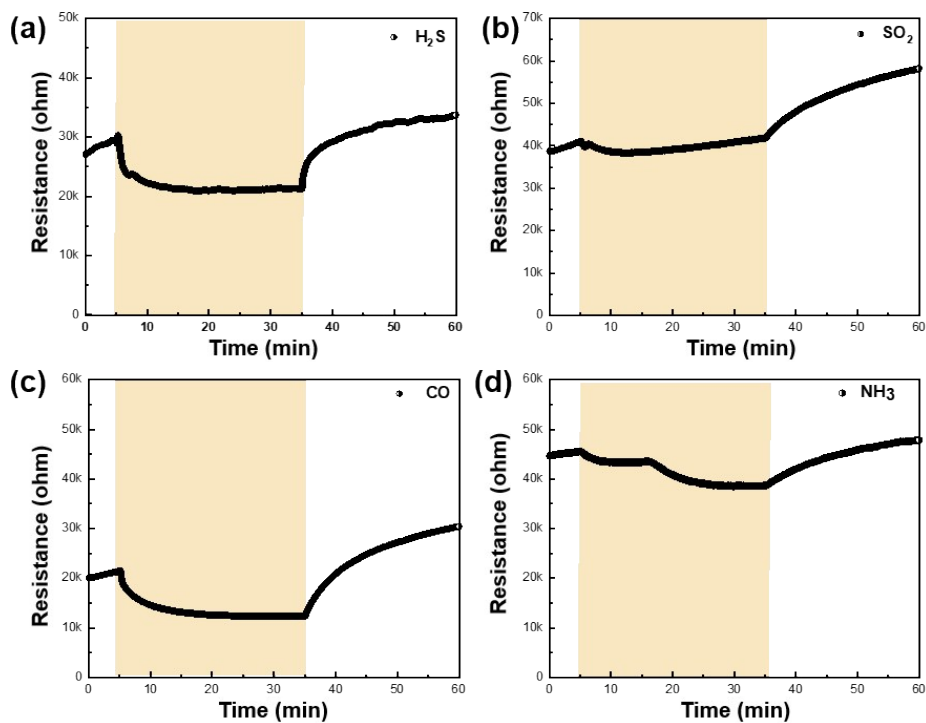 (a)
H2S
50k
40k
30k
20k
10k
0
Resistance (ohm)
0 10 20 30 40 50 60
Time (min)
(b)
SO2
70k
60k
50k
40k
30k
20k
10k
0
Resistance (ohm)
0 10 20 30 40 50 60
Time (min)
(c)
CO
60k
50k
40k
30k
20k
10k
0
Resistance (ohm)
0 10 20 30 40 50 60
Time (min)
(d)
NH3
60k
50k
40k
30k
20k
10k
0
Resistance (ohm)
0 10 20 30 40 50 60
Time (min)